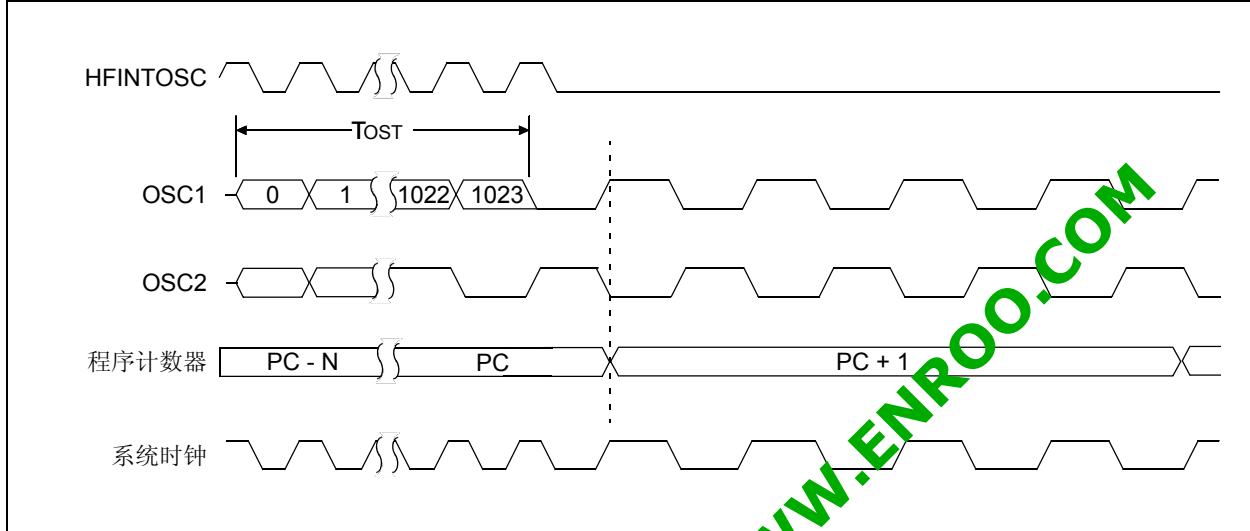 HFINTOSC
TOST
OSC1 0 1 1022 1023
OSC2
程序计数器 PC - N PC PC + 1
系统时钟
WW.ENROO.COM